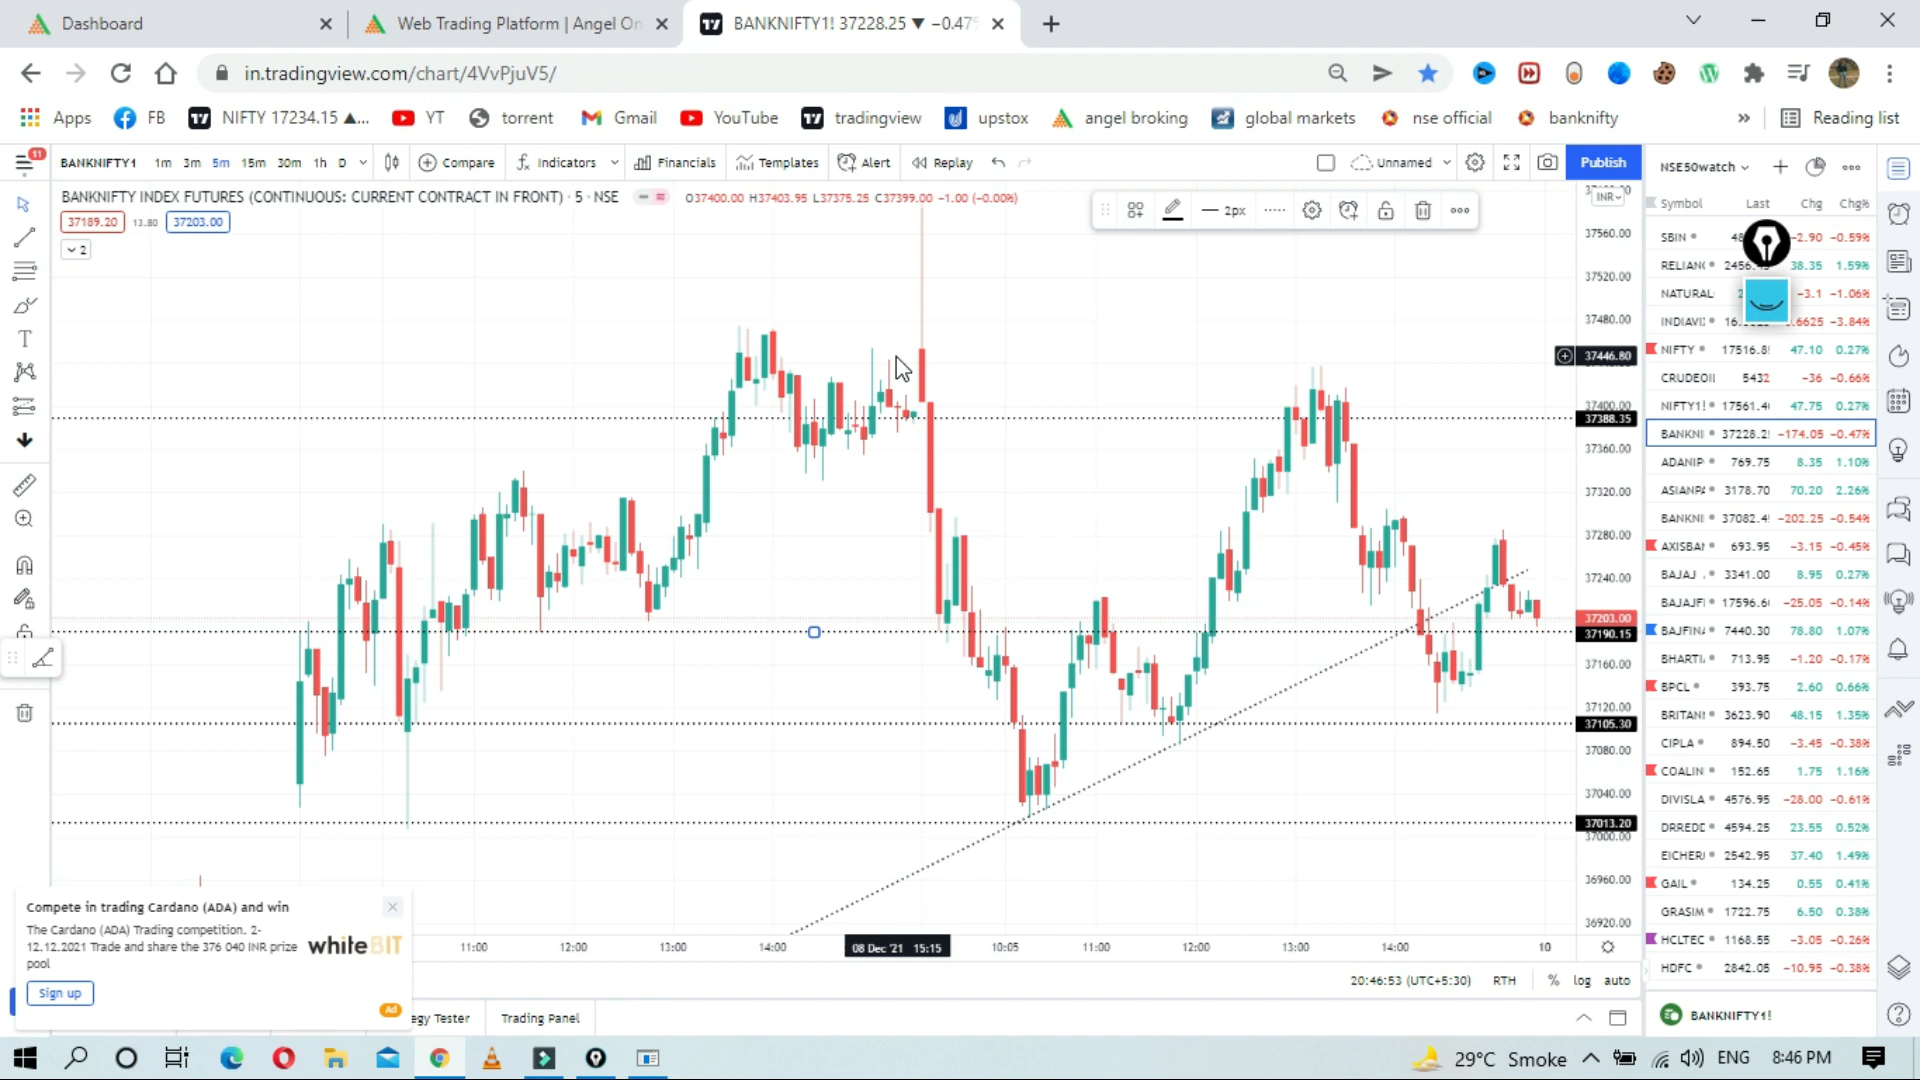 Dashboard
Web Trading Platform | Angel On
BANKNIFTY1! 37228.25 ▼ −0.47%
in.tradingview.com/chart/4VvPjuV5/
Apps
FB
NIFTY 17234.15 ▲...
YT
torrent
Gmail
YouTube
tradingview
upstox
angel broking
global markets
nse official
banknifty
»
Reading list
11
BANKNIFTY1
1m 3m 5m 15m 30m 1h D
Compare
Indicators
Financials
Templates
Alert
Replay
Unnamed
Publish
NSE50watch
BANKNIFTY INDEX FUTURES (CONTINUOUS: CURRENT CONTRACT IN FRONT) · 5 · NSE
O37400.00 H37403.95 L37375.25 C37399.00 −1.00 (−0.00%)
37189.20 13.80 37203.00
2
2px
INR
Symbol Last Chg Chg%
SBIN 48 -2.90 -0.59%
RELIAN 2456. 38.35 1.59%
NATURAL -3.1 -1.06%
INDIAVI 16. .6625 -3.84%
NIFTY 17516.8 47.10 0.27%
CRUDEOI 5432 -36 -0.66%
NIFTY1! 17561.4 47.75 0.27%
BANKNI 37228.2 -174.05 -0.47%
ADANIP 769.75 8.35 1.10%
ASIANPA 3178.70 70.20 2.26%
BANKNI 37082.4 -202.25 -0.54%
AXISBAN 693.95 -3.15 -0.45%
BAJAJ 3341.00 8.95 0.27%
BAJAJFI 17596.6 -25.05 -0.14%
BAJFINA 7440.30 78.80 1.07%
BHARTI 713.95 -1.20 -0.17%
BPCL 393.75 2.60 0.66%
BRITANI 3623.90 48.15 1.35%
CIPLA 894.50 -3.45 -0.38%
COALIN 152.65 1.75 1.16%
DIVISLA 4576.95 -28.00 -0.61%
DRREDD 4594.25 23.55 0.52%
EICHERI 2542.95 37.40 1.49%
GAIL 134.25 0.55 0.41%
GRASIM 1722.75 6.50 0.38%
HCLTEC 1168.55 -3.05 -0.26%
HDFC 2842.05 -10.95 -0.38%
37560.00
37520.00
37480.00
37446.80
37400.00
37388.35
37360.00
37320.00
37280.00
37240.00
37203.00
37190.15
37160.00
37120.00
37105.30
37080.00
37040.00
37013.20
37000.00
36960.00
36920.00
Compete in trading Cardano (ADA) and win
The Cardano (ADA) Trading competition. 2-
12.12.2021 Trade and share the 376 040 INR prize
pool
whiteBIT
Sign up
Ad
11:00 12:00 13:00 14:00 08 Dec '21 15:15 10:05 11:00 12:00 13:00 14:00 10
20:46:53 (UTC+5:30)
RTH
%
log
auto
egy Tester
Trading Panel
BANKNIFTY1!
29°C Smoke
ENG
8:46 PM